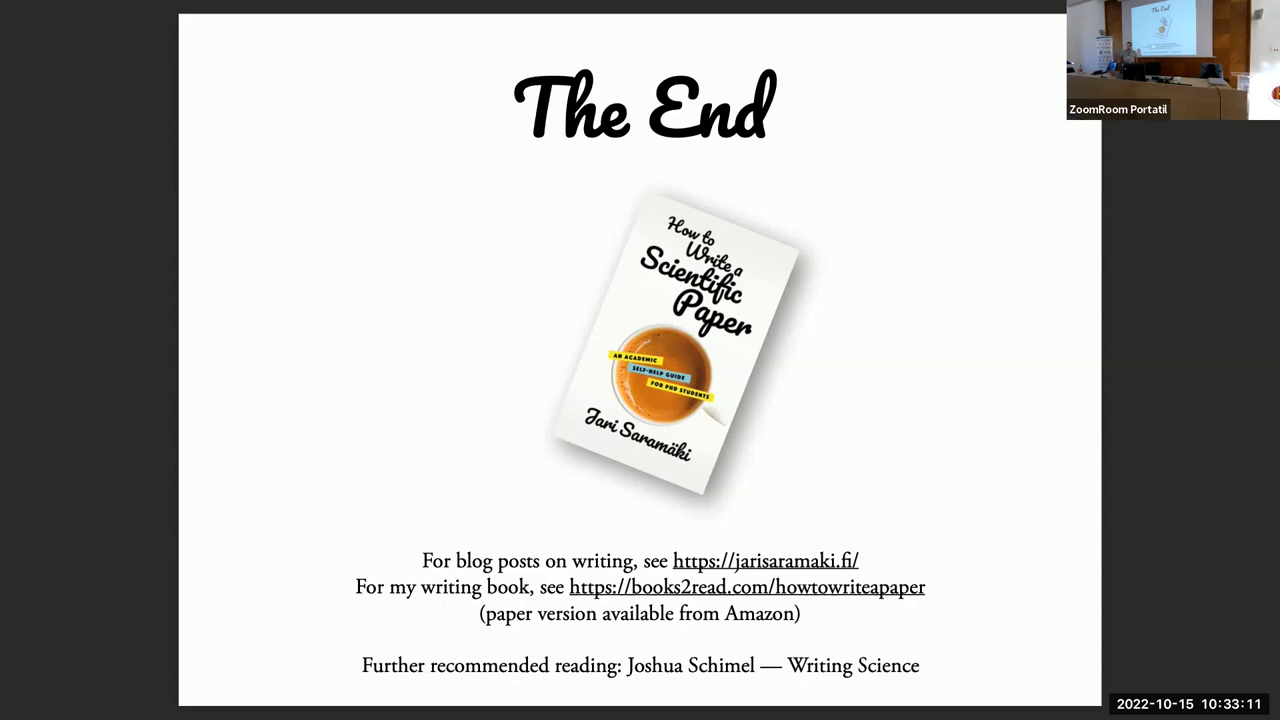 The End
How to
Write a
Scientific
Paper
AN ACADEMIC
SELF-HELP GUIDE
FOR PHD STUDENTS
Jari Saramäki
For blog posts on writing, see https://jarisaramaki.fi/
For my writing book, see https://books2read.com/howtowriteapaper
(paper version available from Amazon)
Further recommended reading: Joshua Schimel — Writing Science
The End
ZoomRoom Portatil
2022-10-15 10:33:11